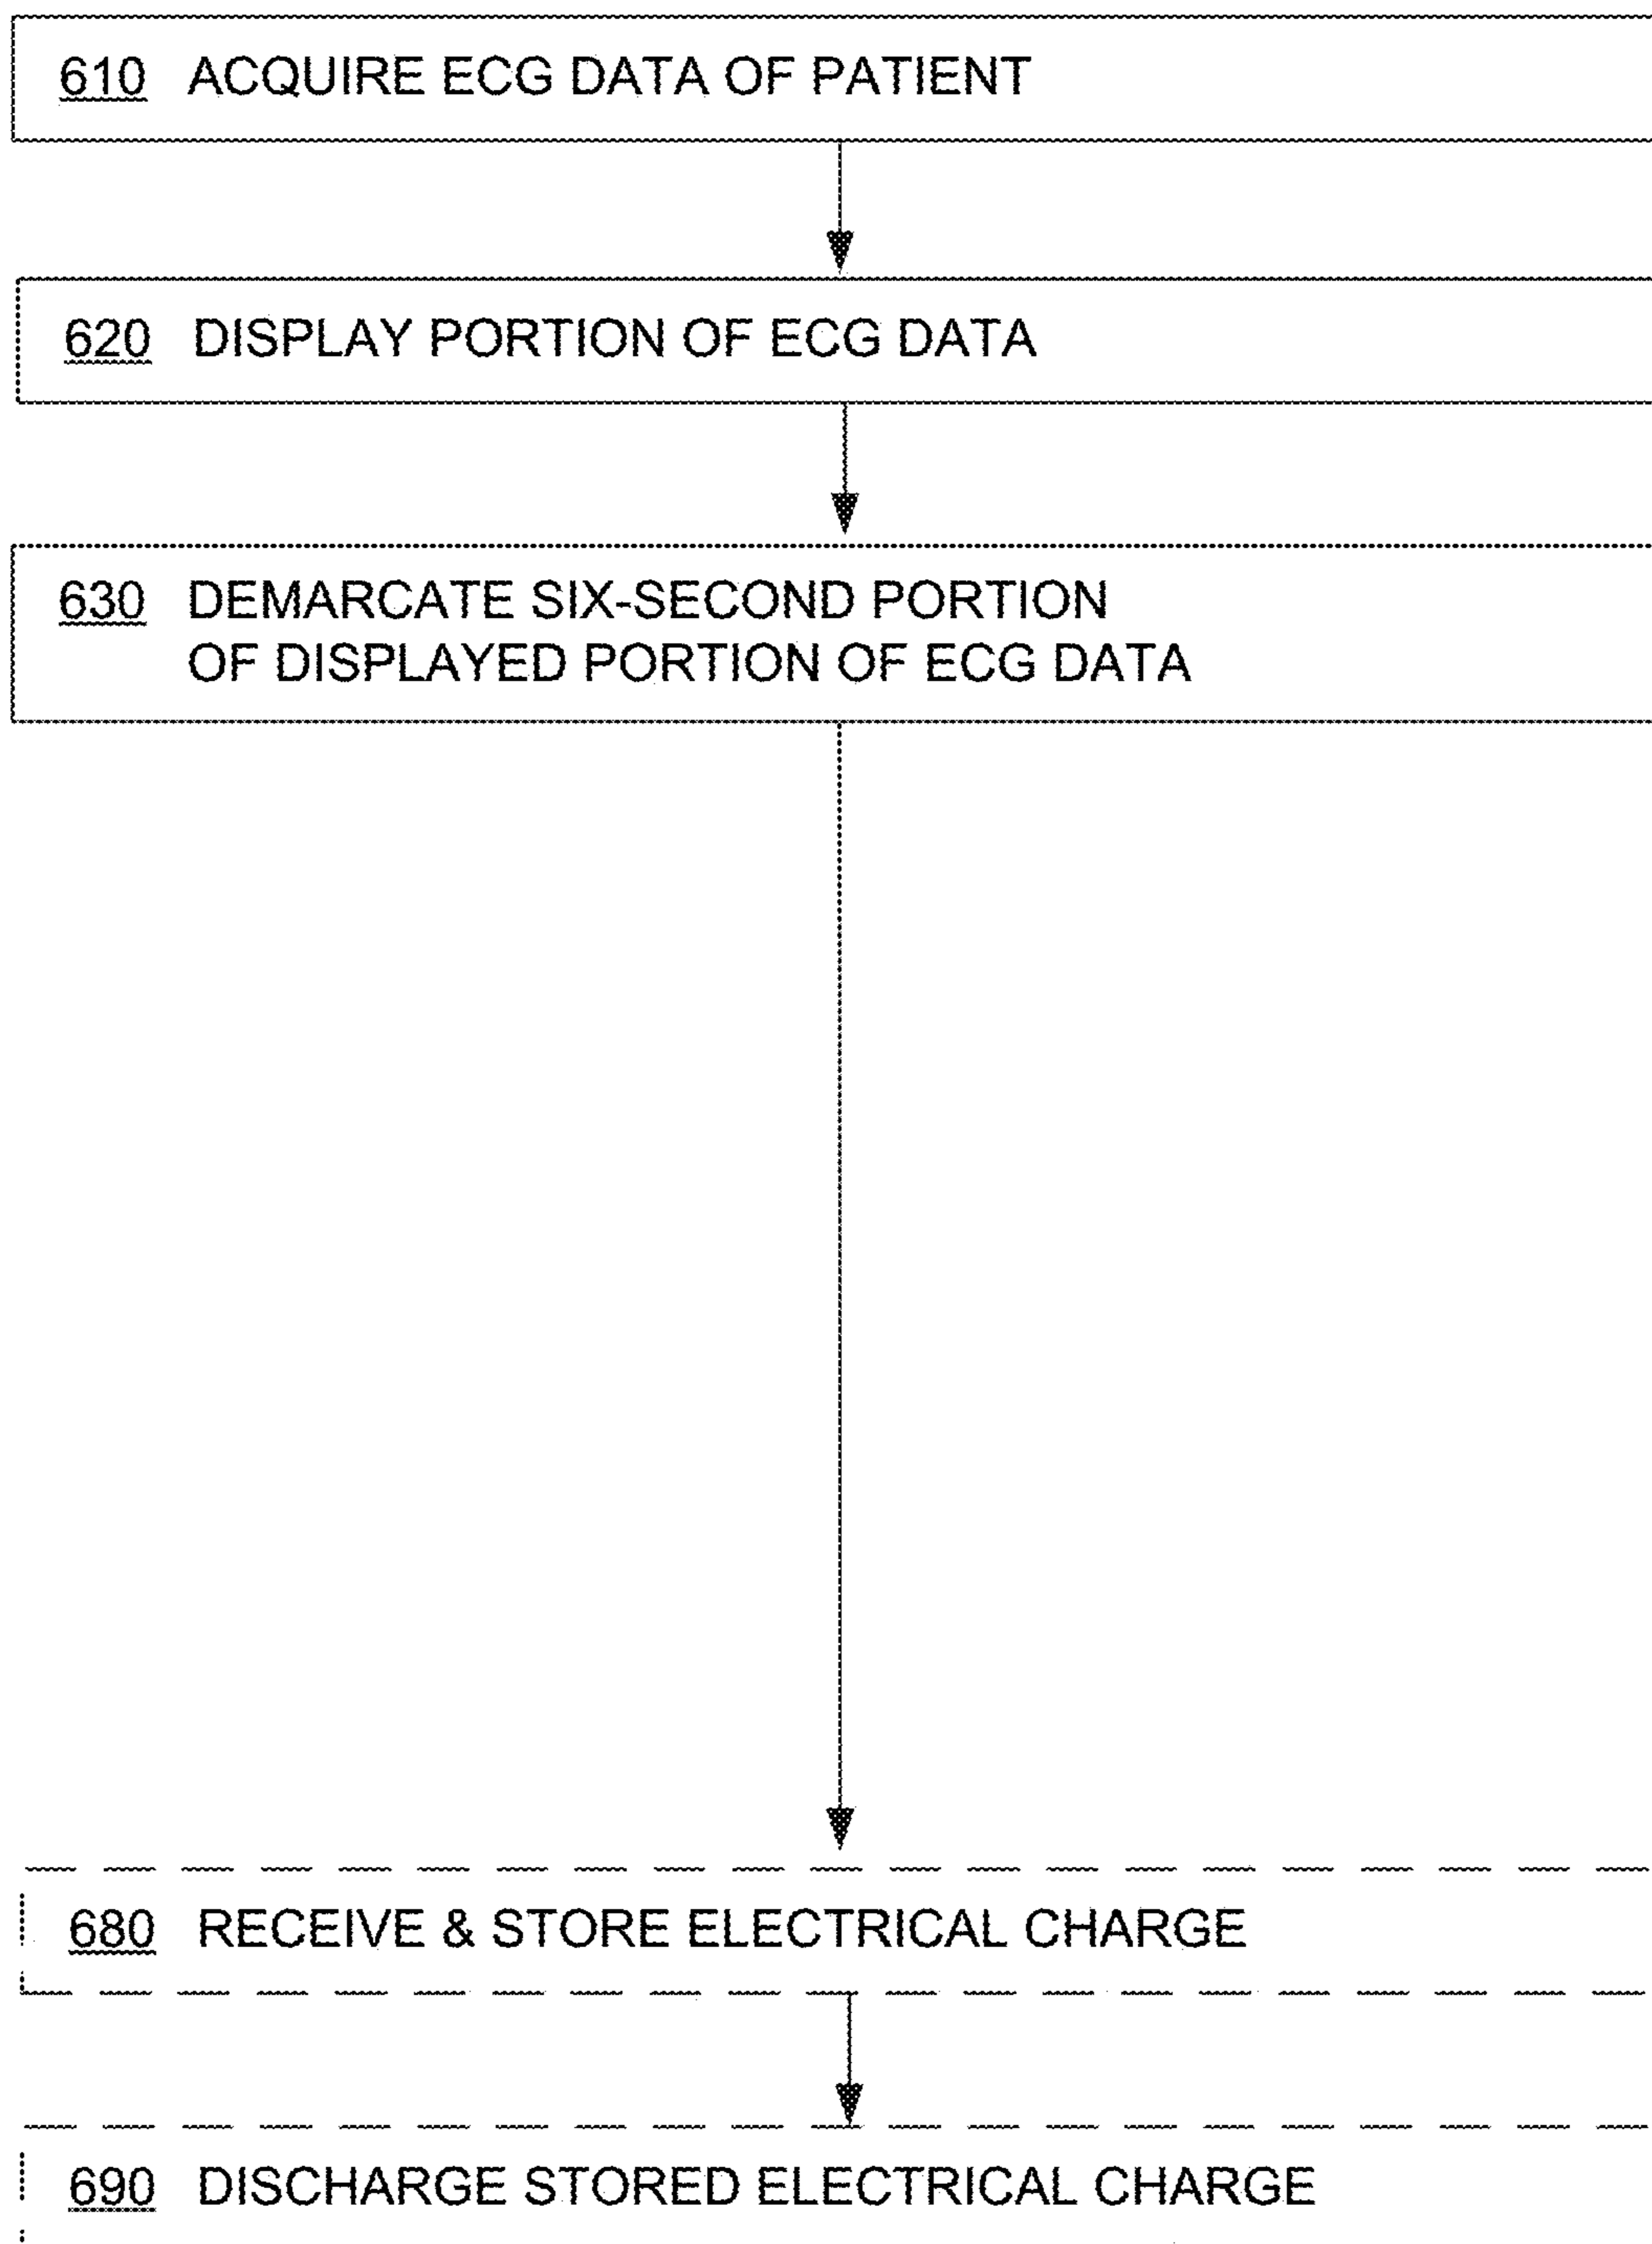 610 ACQUIRE ECG DATA OF PATIENT
620 DISPLAY PORTION OF ECG DATA
630 DEMARCATE SIX-SECOND PORTION
OF DISPLAYED PORTION OF ECG DATA
680 RECEIVE & STORE ELECTRICAL CHARGE
690 DISCHARGE STORED ELECTRICAL CHARGE